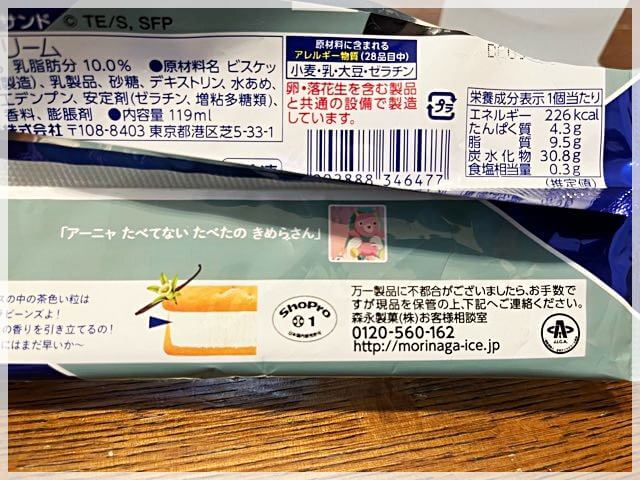 サンド © TE/S, SFP
リーム
乳脂肪分 10.0% ●原材料名 ビスケッ
製造)、乳製品、砂糖、デキストリン、水あめ、
デンプン、安定剤(ゼラチン、増粘多糖類)、
香料、膨脹剤 ●内容量 119ml
株式会社 〒108-8403 東京都港区芝5-33-1
原材料に含まれる
アレルギー物質(28品目中)
小麦・乳・大豆・ゼラチン
卵・落花生を含む製品
と共通の設備で製造
しています。
プラ
346477
栄養成分表示 1個当たり
エネルギー 226kcal
たんぱく質 4.3g
脂質 9.5g
炭水化物 30.8g
食塩相当量 0.3g
(推定値)
「アーニャ たべてない たべたの きめらさん」
スの中の茶色い粒は
ビーンズよ!
の香りを引き立てるの!
にはまだ早いか〜
ShoPro
1
万一製品に不都合がございましたら、お手数で
すが現品を保管の上、下記へご連絡ください。
森永製菓(株)お客様相談室
0120-560-162
http://morinaga-ice.jp
A
J.I.C.A.